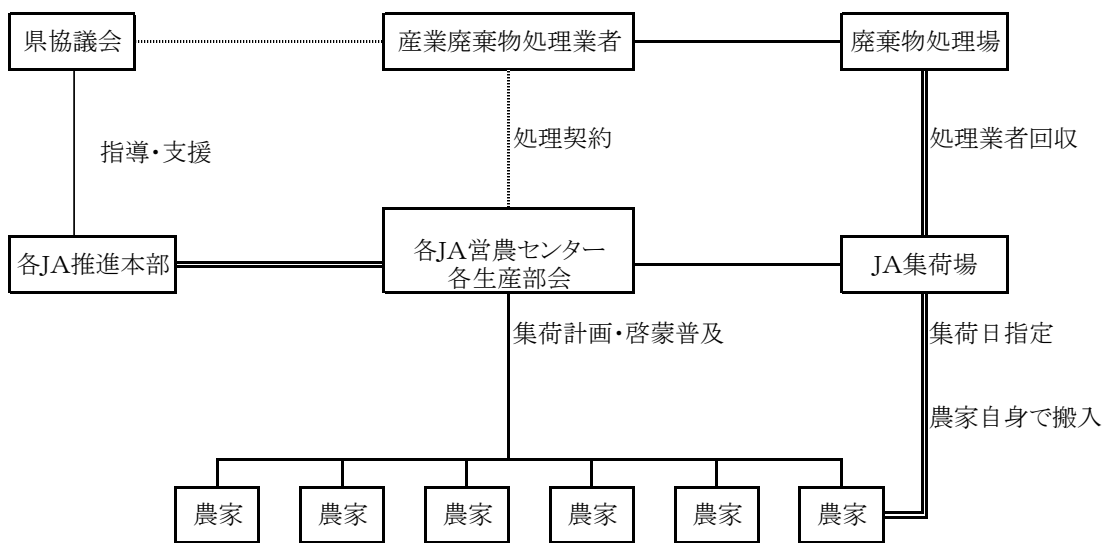 県協議会
産業廃棄物処理業者
廃棄物処理場
指導・支援
処理契約
処理業者回収
各JA推進本部
各JA営農センター
各生産部会
JA集荷場
集荷計画・啓蒙普及
集荷日指定
農家自身で搬入
農家
農家
農家
農家
農家
農家